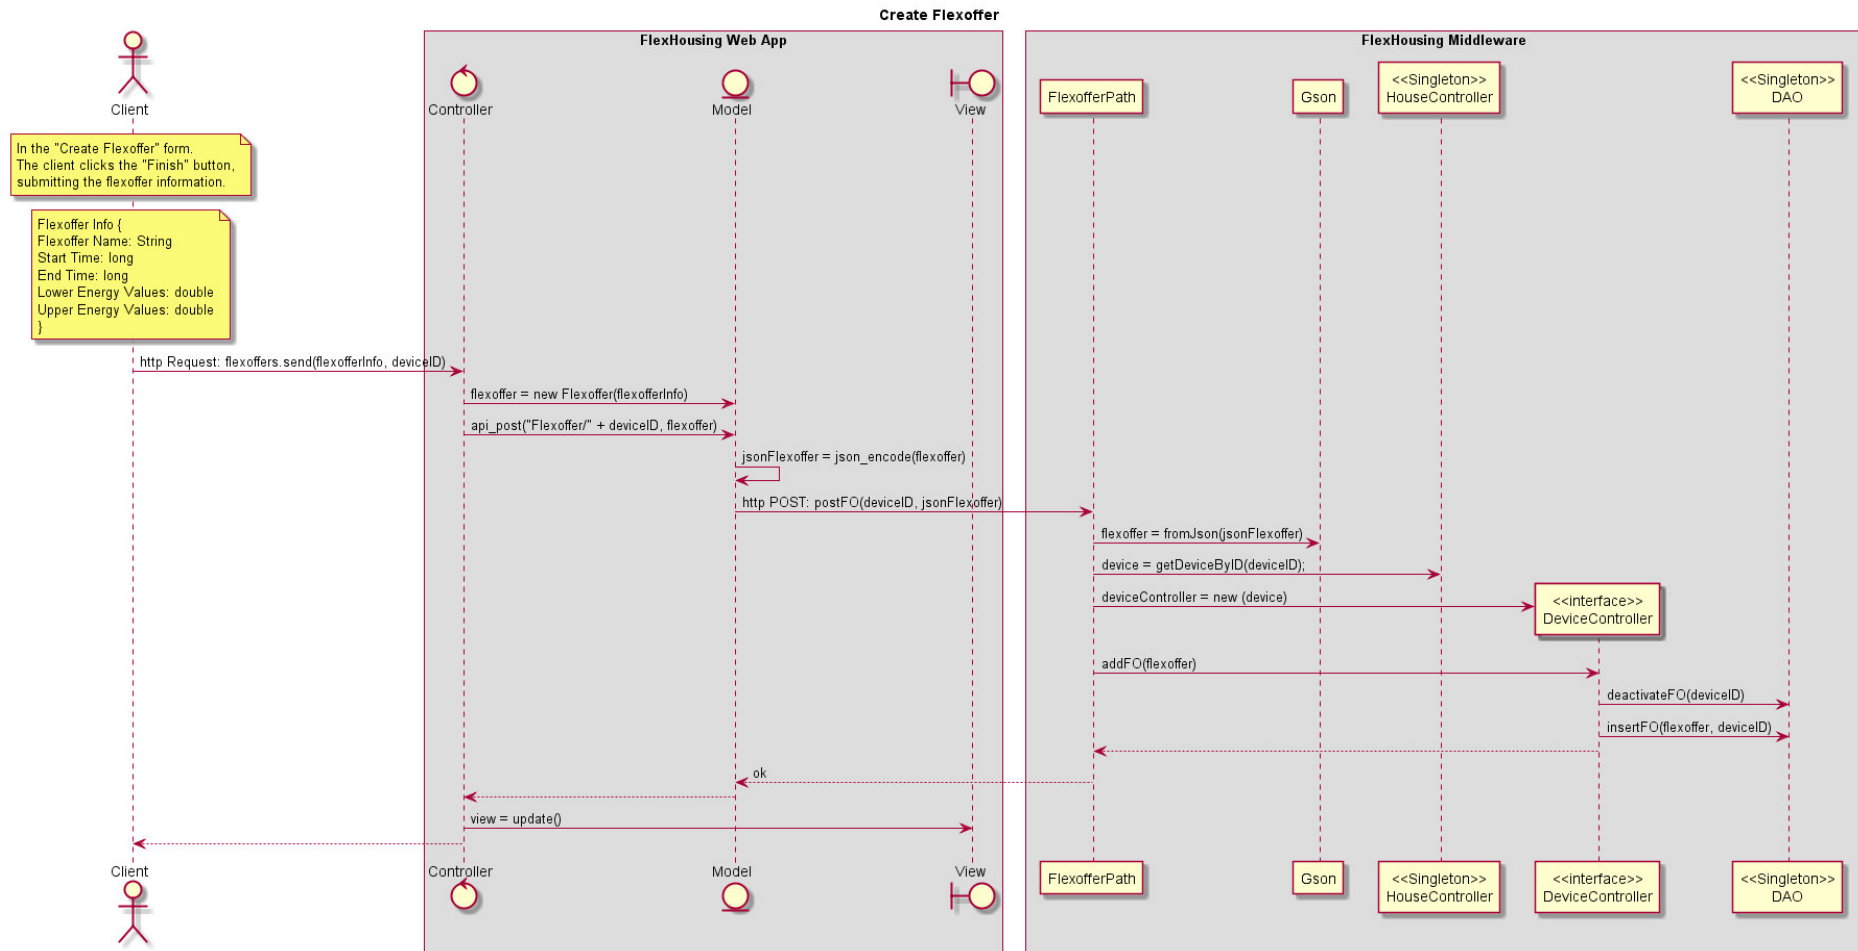 Create Flexoffer
FlexHousing Web App
FlexHousing Middleware
Client
Controller
Model
View
FlexofferPath
Gson
<<Singleton>>
HouseController
<<Singleton>>
DAO
In the "Create Flexoffer" form.
The client clicks the "Finish" button,
submitting the flexoffer information.
Flexoffer Info {
Flexoffer Name: String
Start Time: long
End Time: long
Lower Energy Values: double
Upper Energy Values: double
}
http Request: flexoffers.send(flexofferInfo, deviceID)
flexoffer = new Flexoffer(flexofferInfo)
api_post("Flexoffer/" + deviceID, flexoffer)
jsonFlexoffer = json_encode(flexoffer)
http POST: postFO(deviceID, jsonFlexoffer)
flexoffer = fromJson(jsonFlexoffer)
device = getDeviceByID(deviceID);
deviceController = new (device)
<<interface>>
DeviceController
addFO(flexoffer)
deactivateFO(deviceID)
insertFO(flexoffer, deviceID)
ok
view = update()
Client
Controller
Model
View
FlexofferPath
Gson
<<Singleton>>
HouseController
<<interface>>
DeviceController
<<Singleton>>
DAO